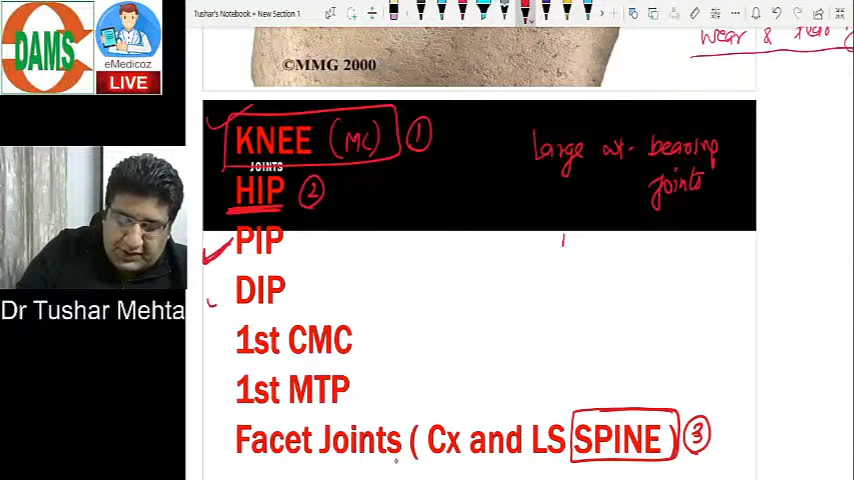 DAMS
eMedicoz
LIVE
Tushar's Notebook » New Section 1
wear &
©MMG 2000
KNEE (MC) 1
JOINTS
Large wt- bearing
joints
HIP 2
PIP
DIP
Dr Tushar Mehta
1st CMC
1st MTP
Facet Joints ( Cx and LS SPINE ) 3